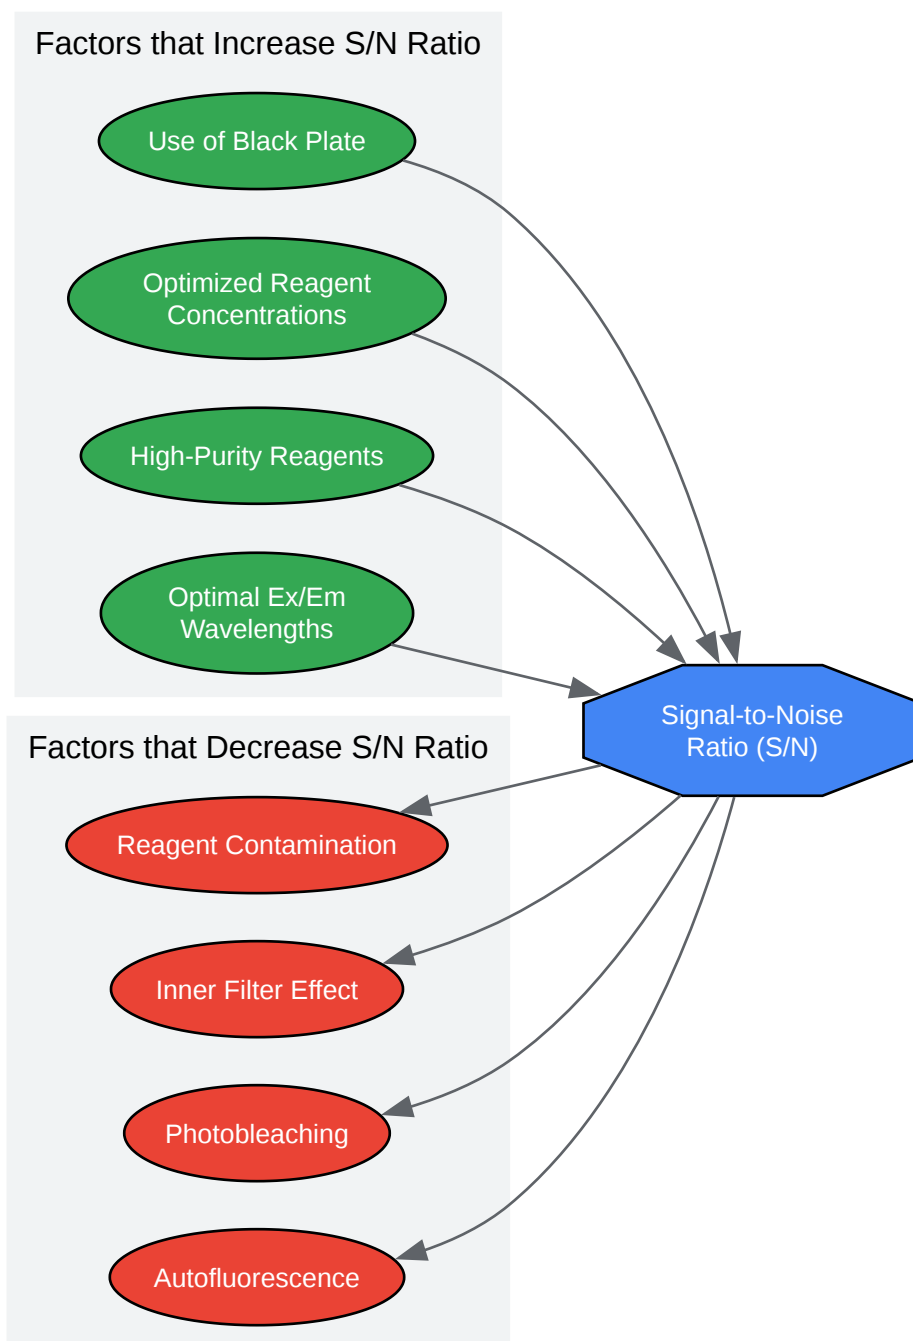 Factors that Increase S/N Ratio
Use of Black Plate
Optimized Reagent
Concentrations
High-Purity Reagents
Optimal Ex/Em
Wavelengths
Signal-to-Noise
Ratio (S/N)
Factors that Decrease S/N Ratio
Reagent Contamination
Inner Filter Effect
Photobleaching
Autofluorescence